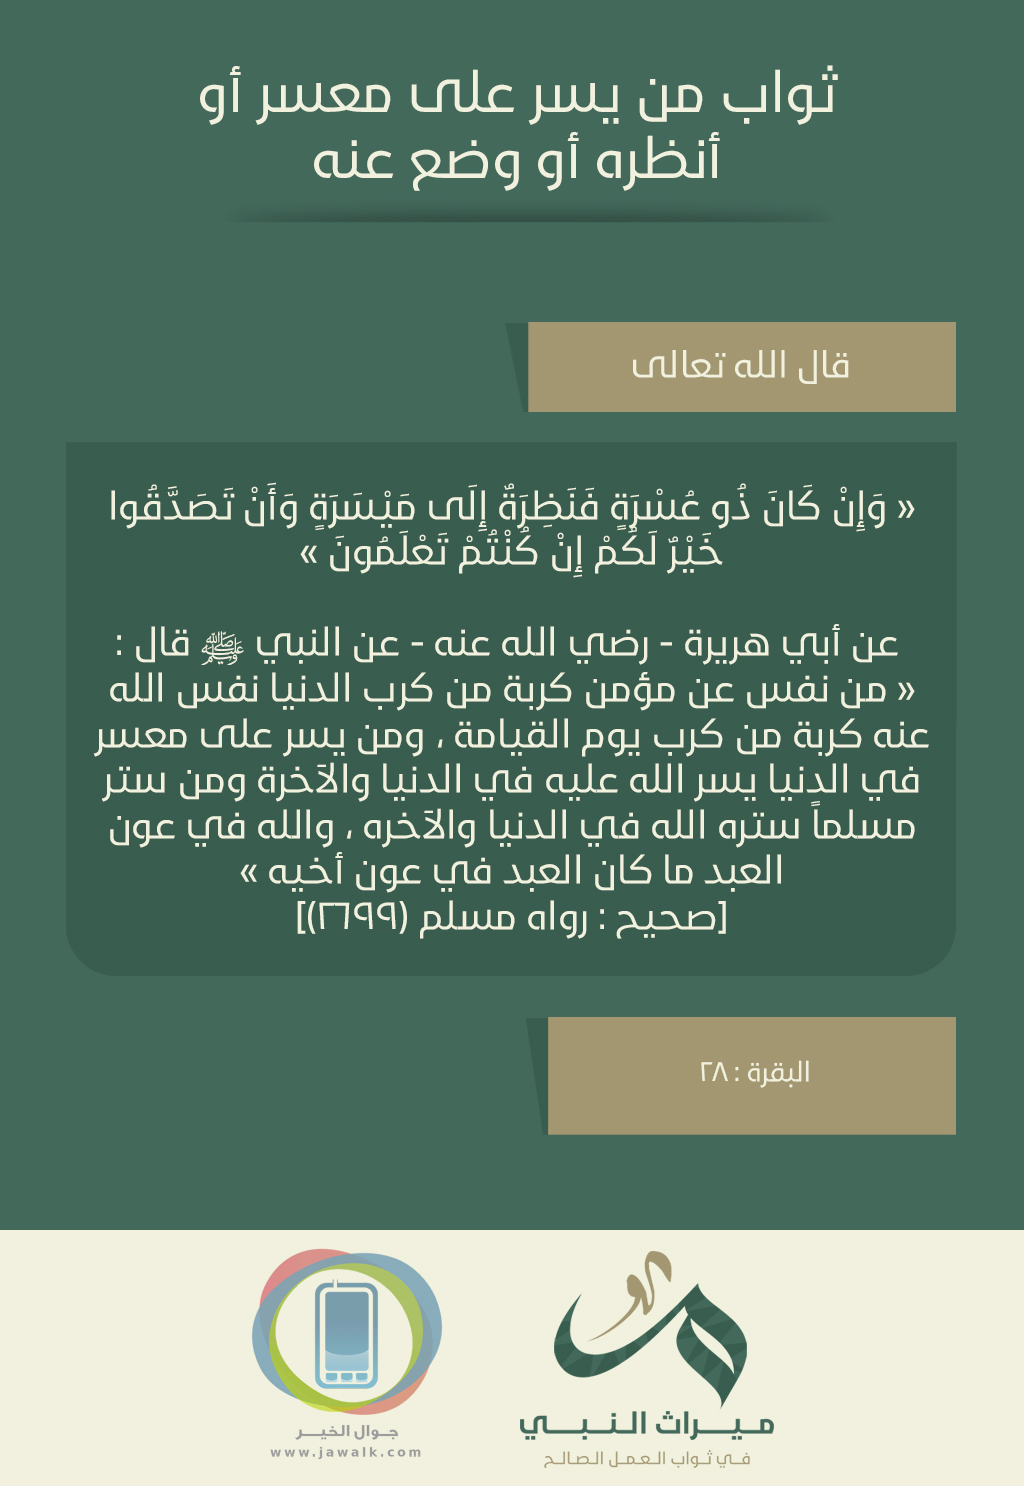 ثواب من يسر على معسر أو
أنظره أو وضع عنه
قال الله تعالى
« وَإِنْ كَانَ ذُو عُسْرَةٍ فَنَظِرَةٌ إِلَى مَيْسَرَةٍ وَأَنْ تَصَدَّقُوا
خَيْرٌ لَكُمْ إِنْ كُنْتُمْ تَعْلَمُونَ »
عن أبي هريرة - رضي الله عنه - عن النبي ﷺ قال :
« من نفس عن مؤمن كربة من كرب الدنيا نفس الله
عنه كربة من كرب يوم القيامة ، ومن يسر على معسر
في الدنيا يسر الله عليه في الدنيا والآخرة ومن ستر
مسلماً ستره الله في الدنيا والآخره ، والله في عون
العبد ما كان العبد في عون أخيه »
[صحيح : رواه مسلم (٢٦٩٩)]
البقرة : ٢٨
ميراث النبي
في ثواب العمل الصالح
جوال الخير
www.jawalk.com